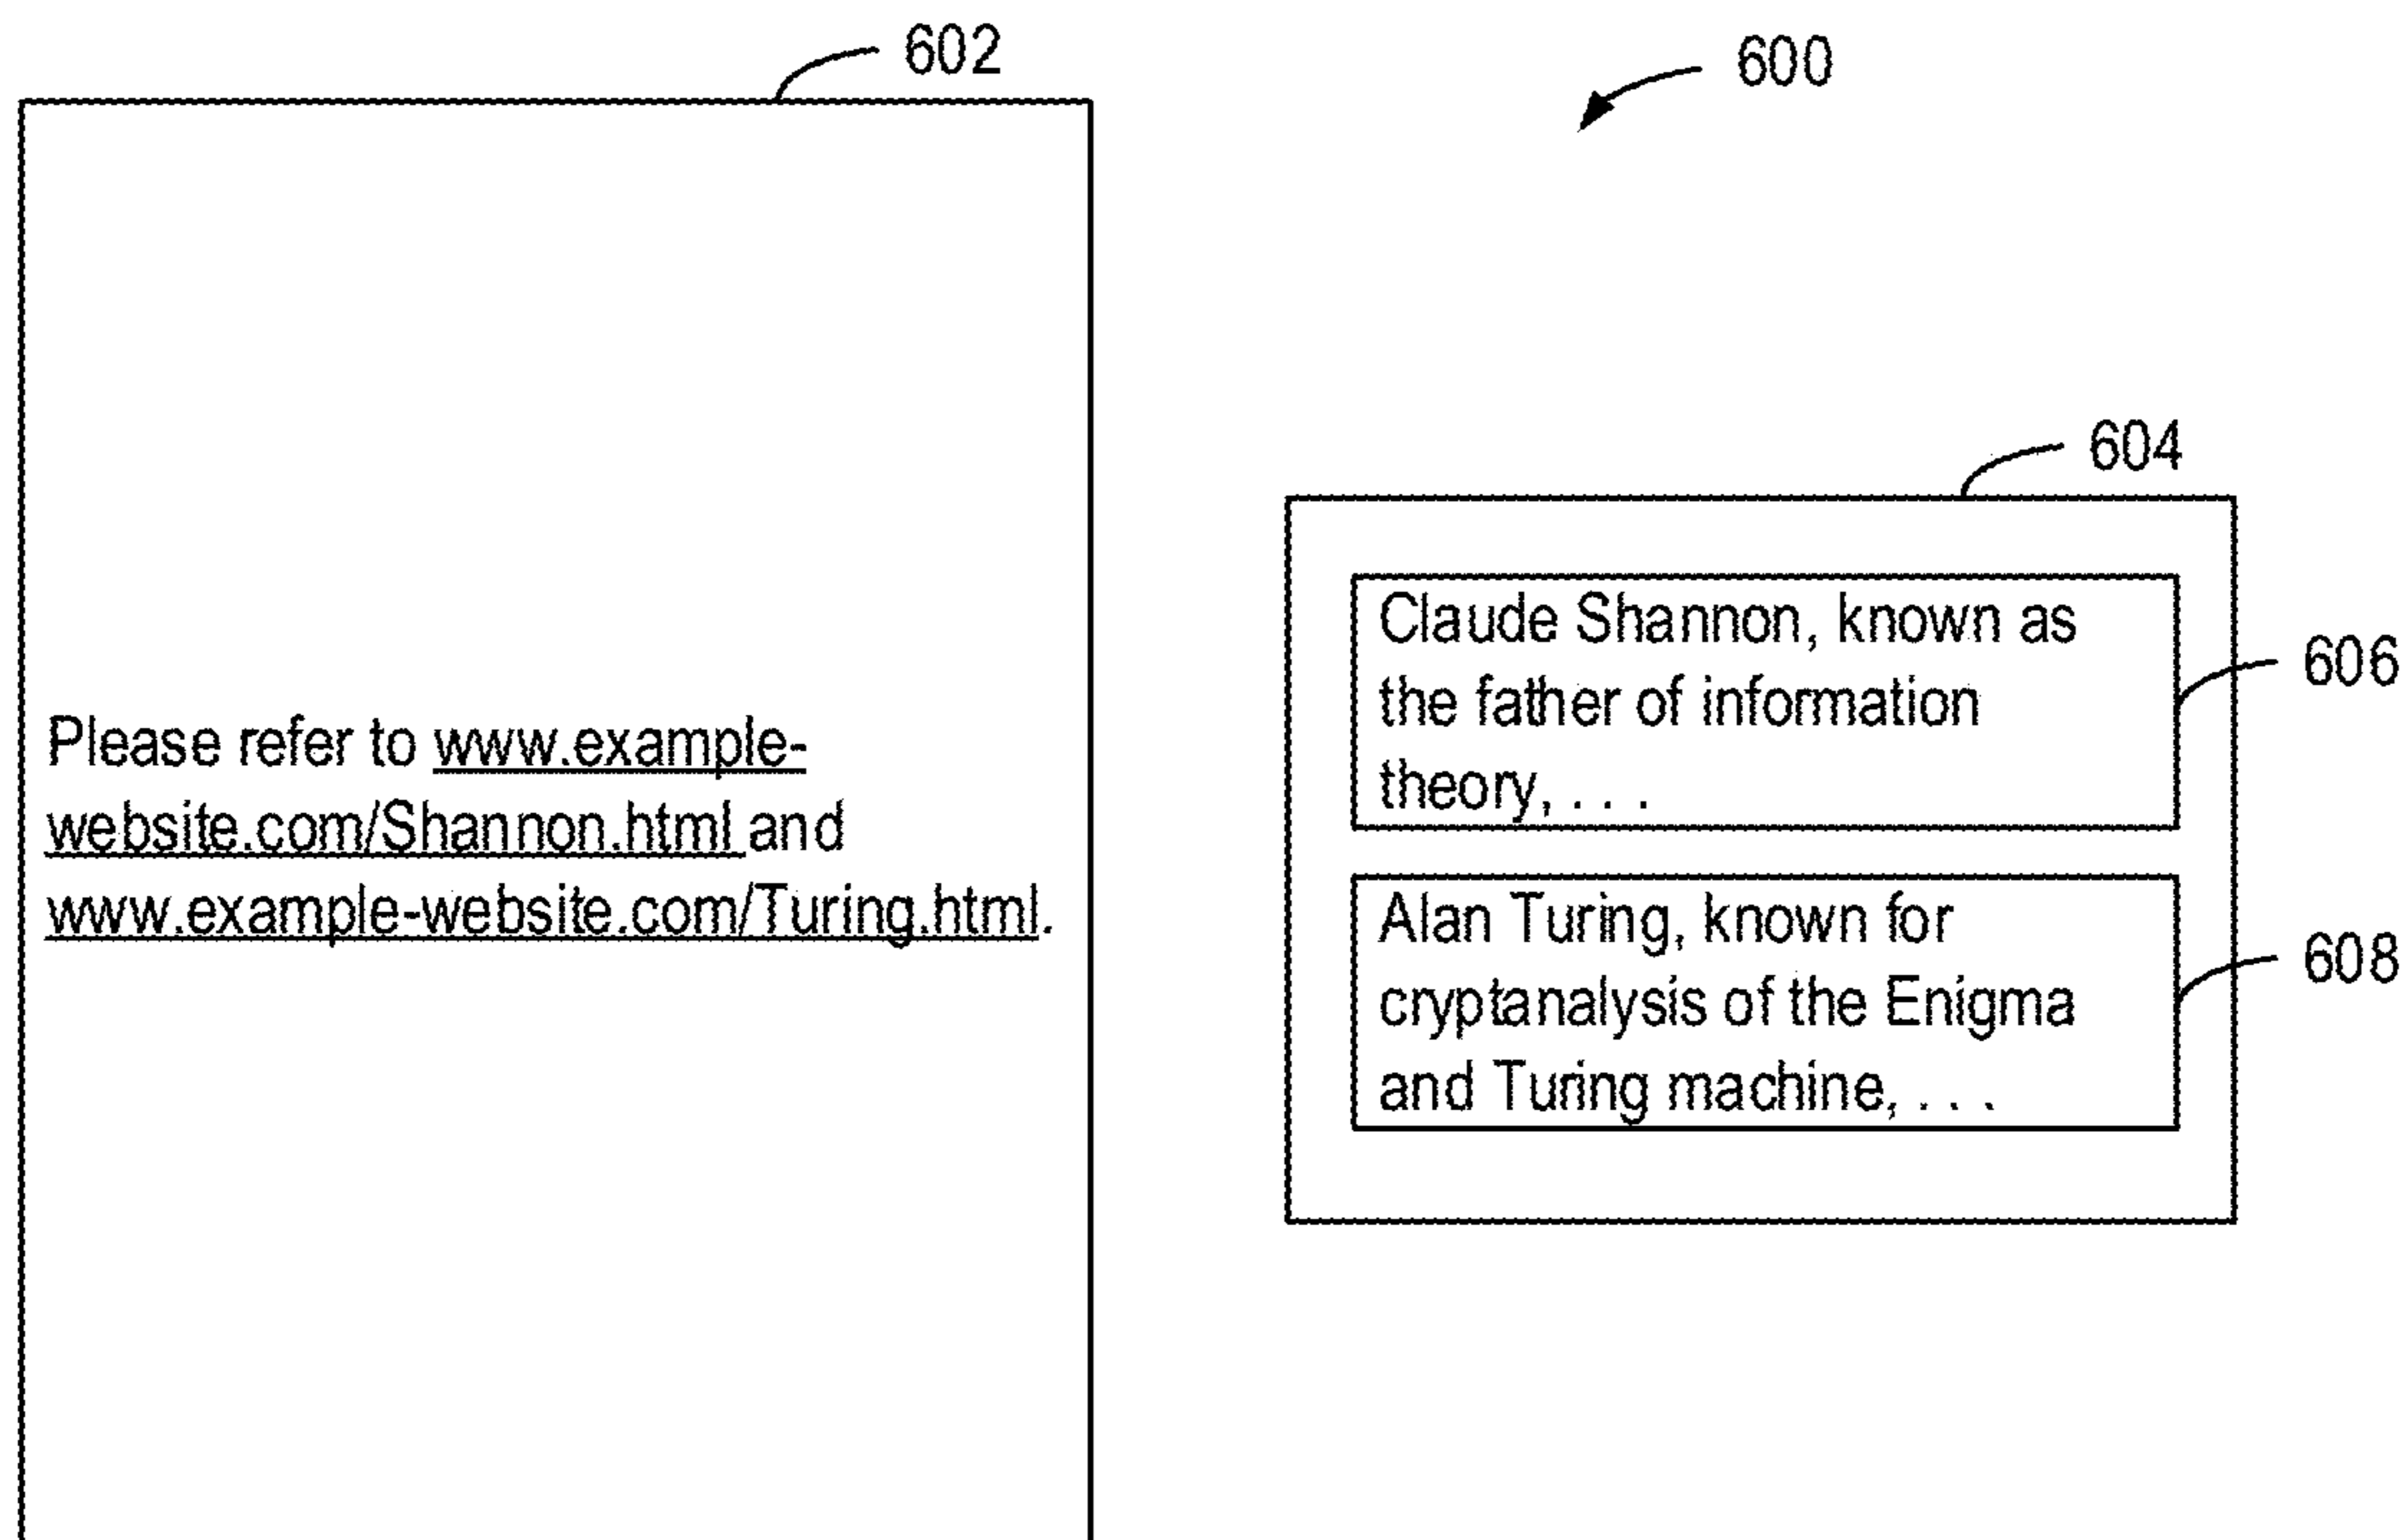 602
600
Please refer to www.example-
website.com/Shannon.html and
www.example-website.com/Turing.html.
604
Claude Shannon, known as
the father of information
theory, . . .
606
Alan Turing, known for
cryptanalysis of the Enigma
and Turing machine, . . .
608